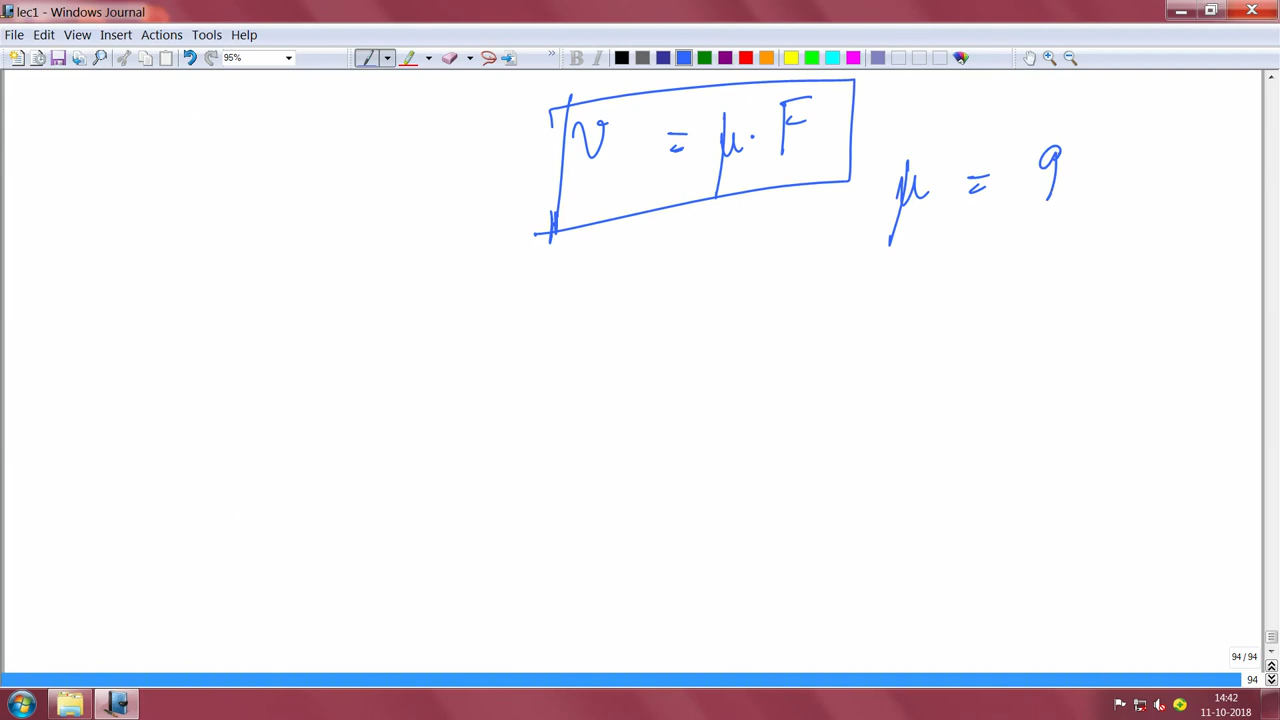 lec1 - Windows Journal
File Edit View Insert Actions Tools Help
95%
B I
v = μ · F
μ = q
94 / 94
94
14:42
11-10-2018